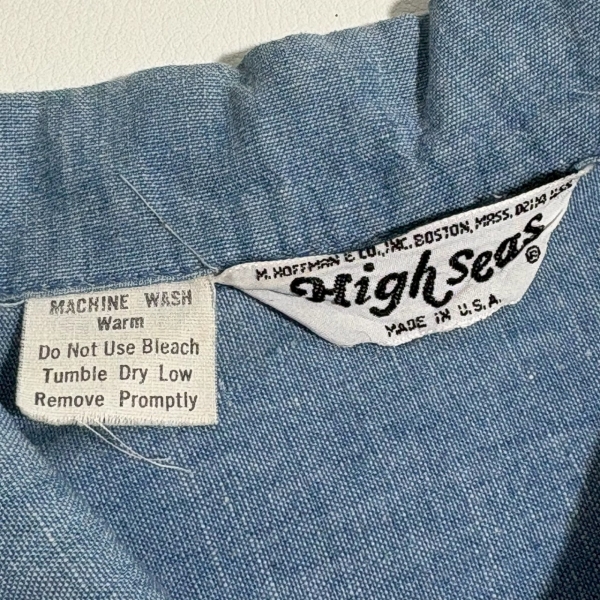 M. HOFFMAN & CO., INC. BOSTON, MASS. 02114 U.S.A.
High Seas ®
MADE IN U.S.A.
MACHINE WASH
Warm
Do Not Use Bleach
Tumble Dry Low
Remove Promptly